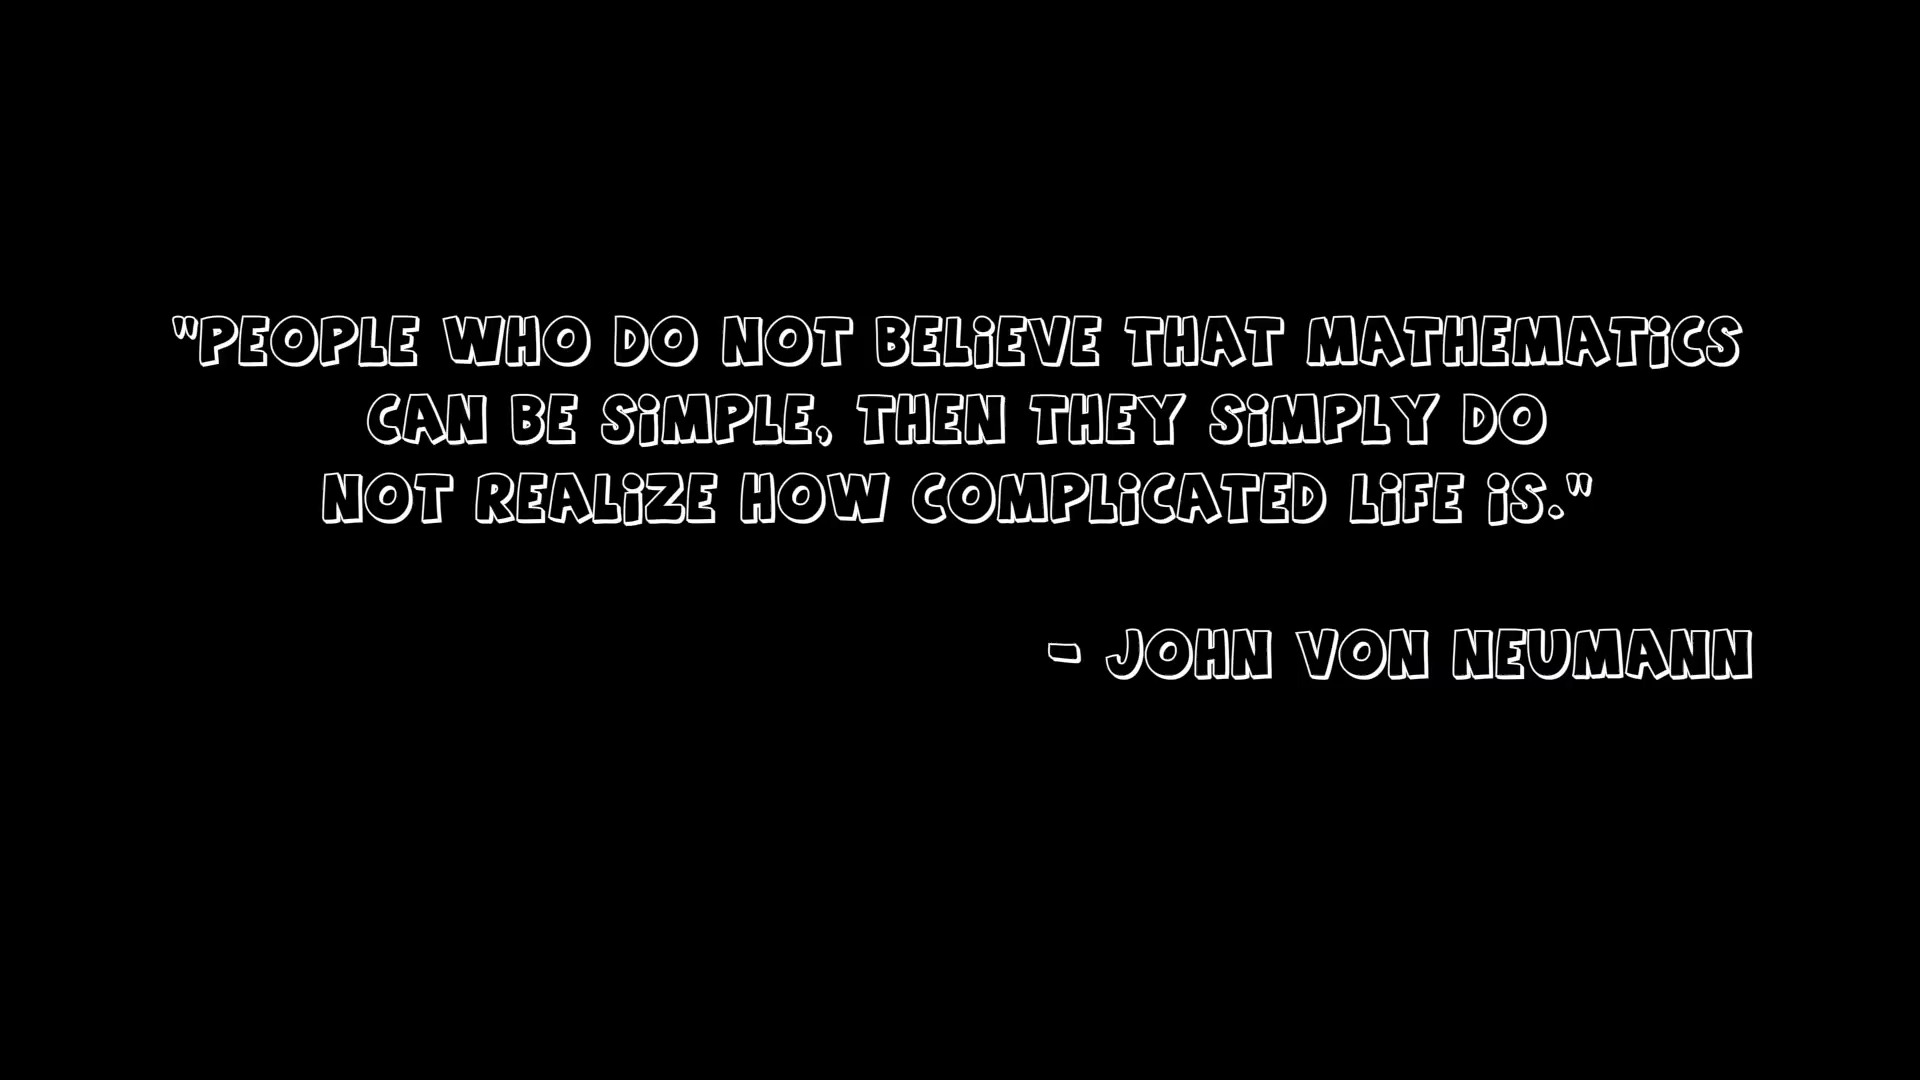 "PEOPLE WHO DO NOT BELiEVE THAT MATHEMATiCS
CAN BE SiMPLE, THEN THEY SiMPLY DO
NOT REALiZE HOW COMPLiCATED LiFE iS."
- JOHN VON NEUMANN